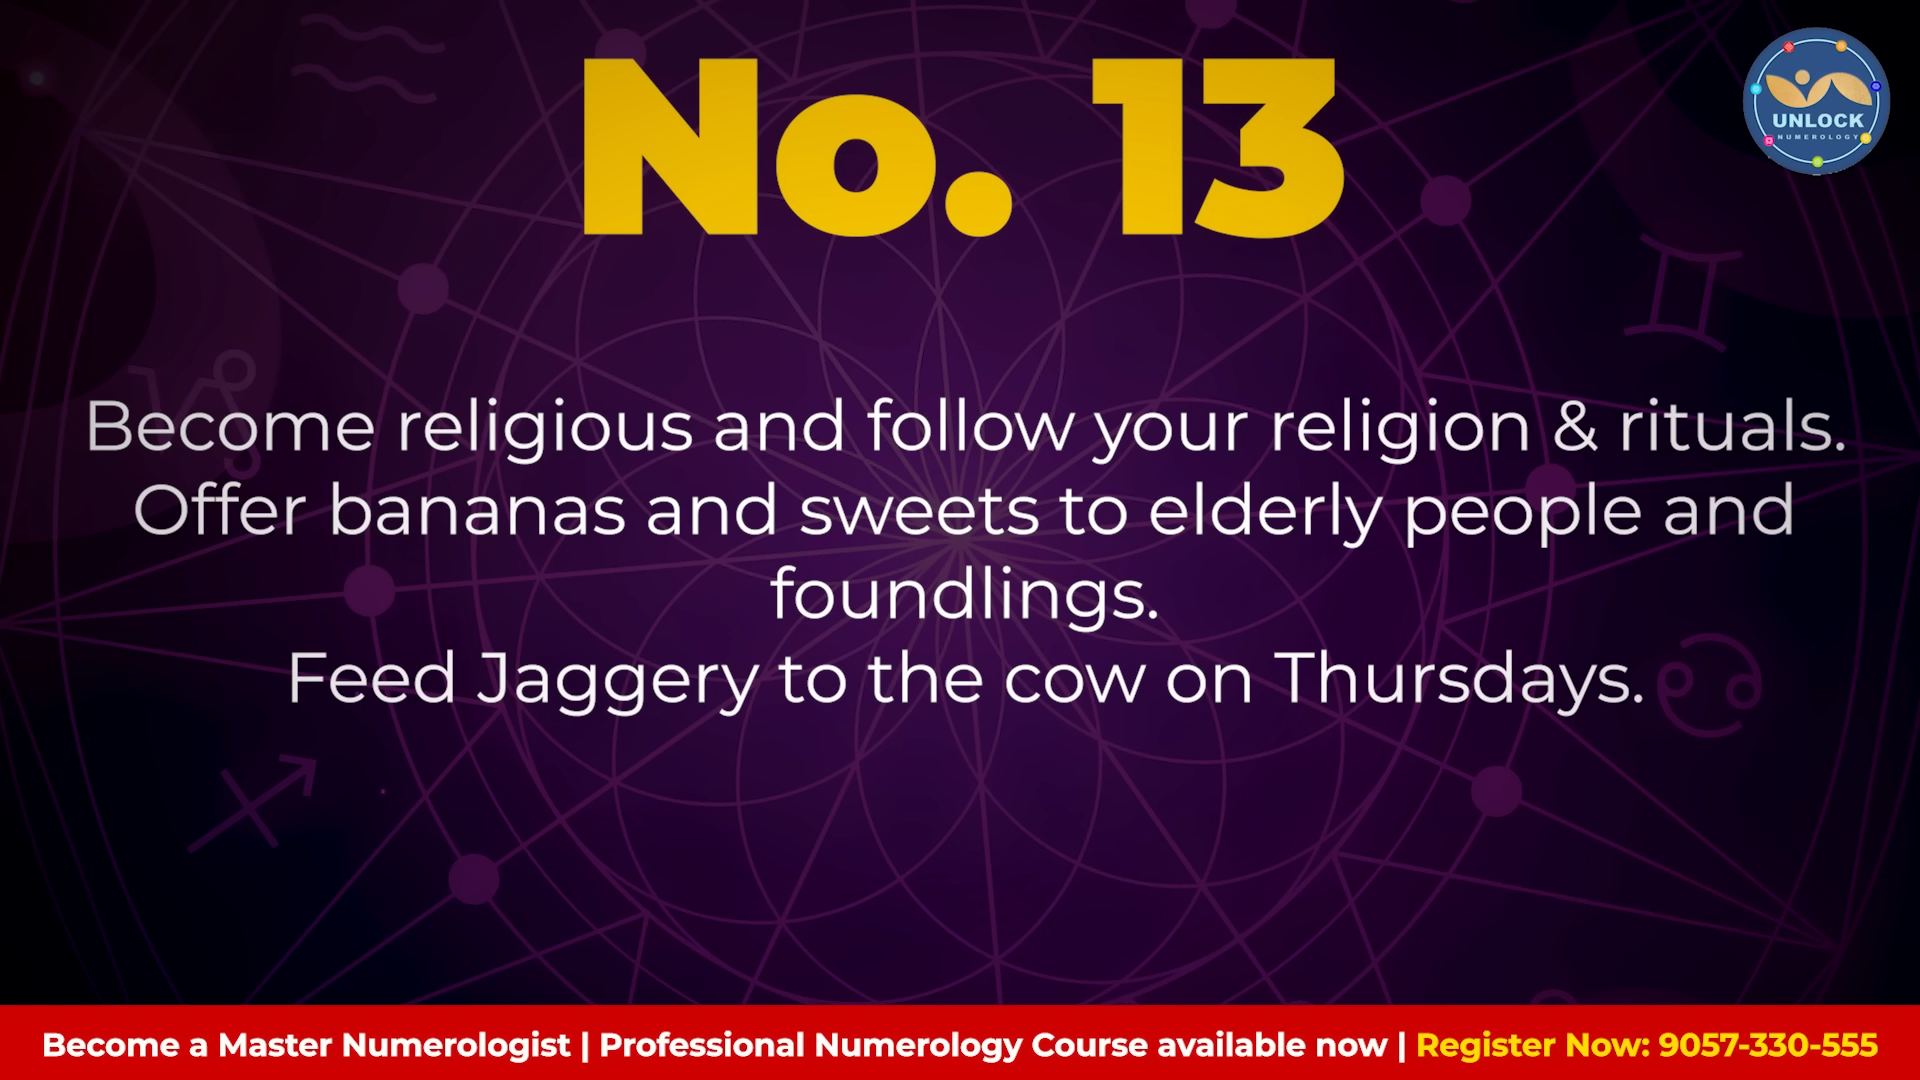 No. 13
UNLOCK
NUMEROLOGY
Become religious and follow your religion & rituals.
Offer bananas and sweets to elderly people and
foundlings.
Feed Jaggery to the cow on Thursdays.
Become a Master Numerologist | Professional Numerology Course available now | Register Now: 9057-330-555